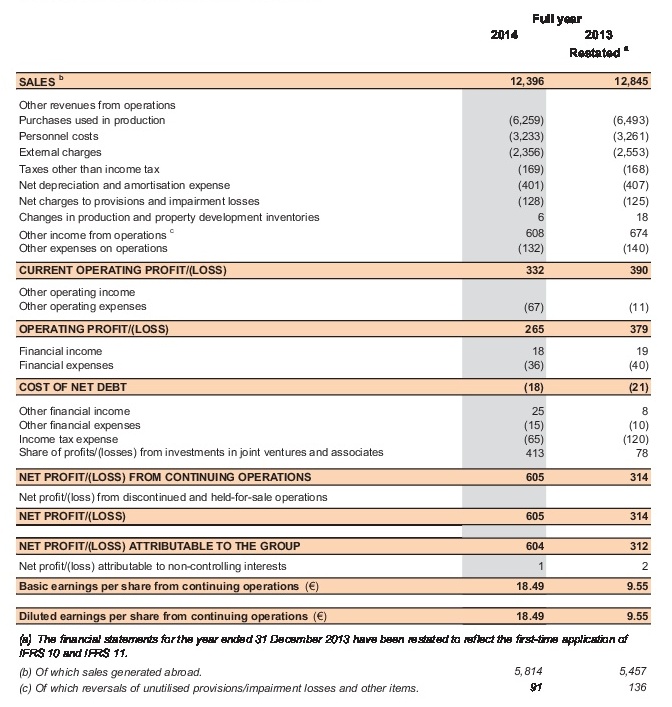 Full year
2014 2013
Restated a
SALES b 12,396 12,845
Other revenues from operations
Purchases used in production (6,259) (6,493)
Personnel costs (3,233) (3,261)
External charges (2,356) (2,553)
Taxes other than income tax (169) (168)
Net depreciation and amortisation expense (401) (407)
Net charges to provisions and impairment losses (128) (125)
Changes in production and property development inventories 6 18
Other income from operations c 608 674
Other expenses on operations (132) (140)
CURRENT OPERATING PROFIT/(LOSS) 332 390
Other operating income
Other operating expenses (67) (11)
OPERATING PROFIT/(LOSS) 265 379
Financial income 18 19
Financial expenses (36) (40)
COST OF NET DEBT (18) (21)
Other financial income 25 8
Other financial expenses (15) (10)
Income tax expense (65) (120)
Share of profits/(losses) from investments in joint ventures and associates 413 78
NET PROFIT/(LOSS) FROM CONTINUING OPERATIONS 605 314
Net profit/(loss) from discontinued and held-for-sale operations
NET PROFIT/(LOSS) 605 314
NET PROFIT/(LOSS) ATTRIBUTABLE TO THE GROUP 604 312
Net profit/(loss) attributable to non-controlling interests 1 2
Basic earnings per share from continuing operations (€) 18.49 9.55
Diluted earnings per share from continuing operations (€) 18.49 9.55
(a) The financial statements for the year ended 31 December 2013 have been restated to reflect the first-time application of
IFRS 10 and IFRS 11.
(b) Of which sales generated abroad. 5,814 5,457
(c) Of which reversals of unutilised provisions/impairment losses and other items. 91 136